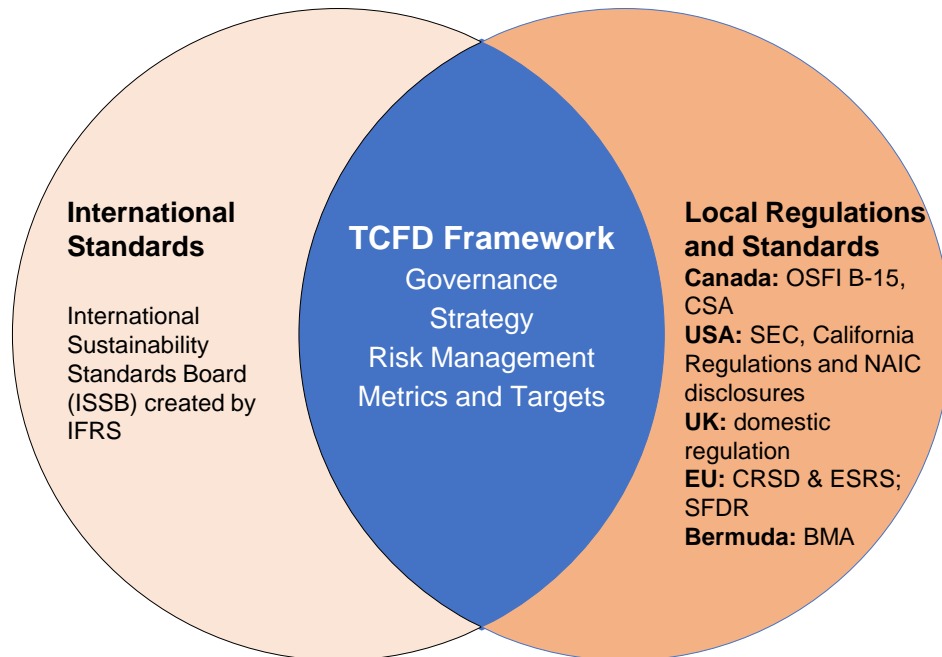 International
Standards
International
Sustainability
Standards Board
(ISSB) created by
IFRS
TCFD Framework
Governance
Strategy
Risk Management
Metrics and Targets
Local Regulations
and Standards
Canada: OSFI B-15,
CSA
USA: SEC, California
Regulations and NAIC
disclosures
UK: domestic
regulation
EU: CRSD & ESRS;
SFDR
Bermuda: BMA